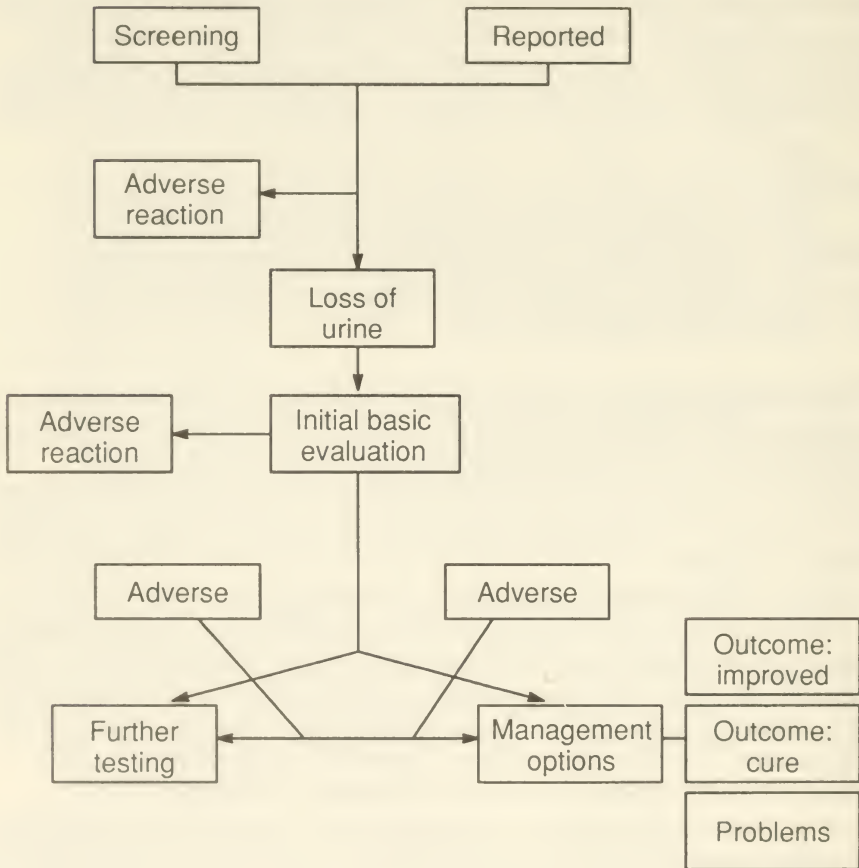 Screening
Reported
Adverse
reaction
Loss of
urine
Adverse
reaction
Initial basic
evaluation
Adverse
Adverse
Outcome:
improved
Further
testing
Management
options
Outcome:
cure
Problems